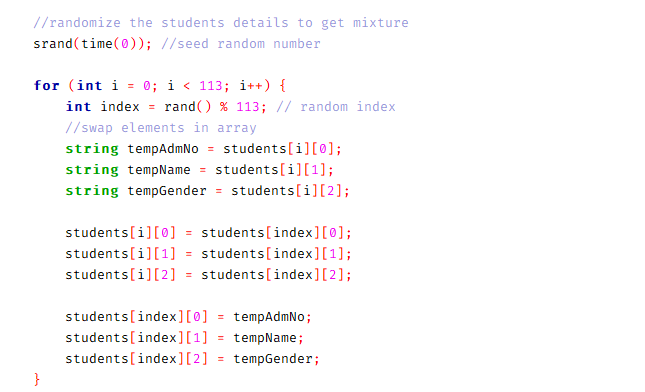 //randomize the students details to get mixture
srand(time(0)); //seed random number
for (int i = 0; i < 113; i++) {
int index = rand() % 113; // random index
//swap elements in array
string tempAdmNo = students[i][0];
string tempName = students[i][1];
string tempGender = students[i][2];
students[i][0] = students[index][0];
students[i][1] = students[index][1];
students[i][2] = students[index][2];
students[index][0] = tempAdmNo;
students[index][1] = tempName;
students[index][2] = tempGender;
}